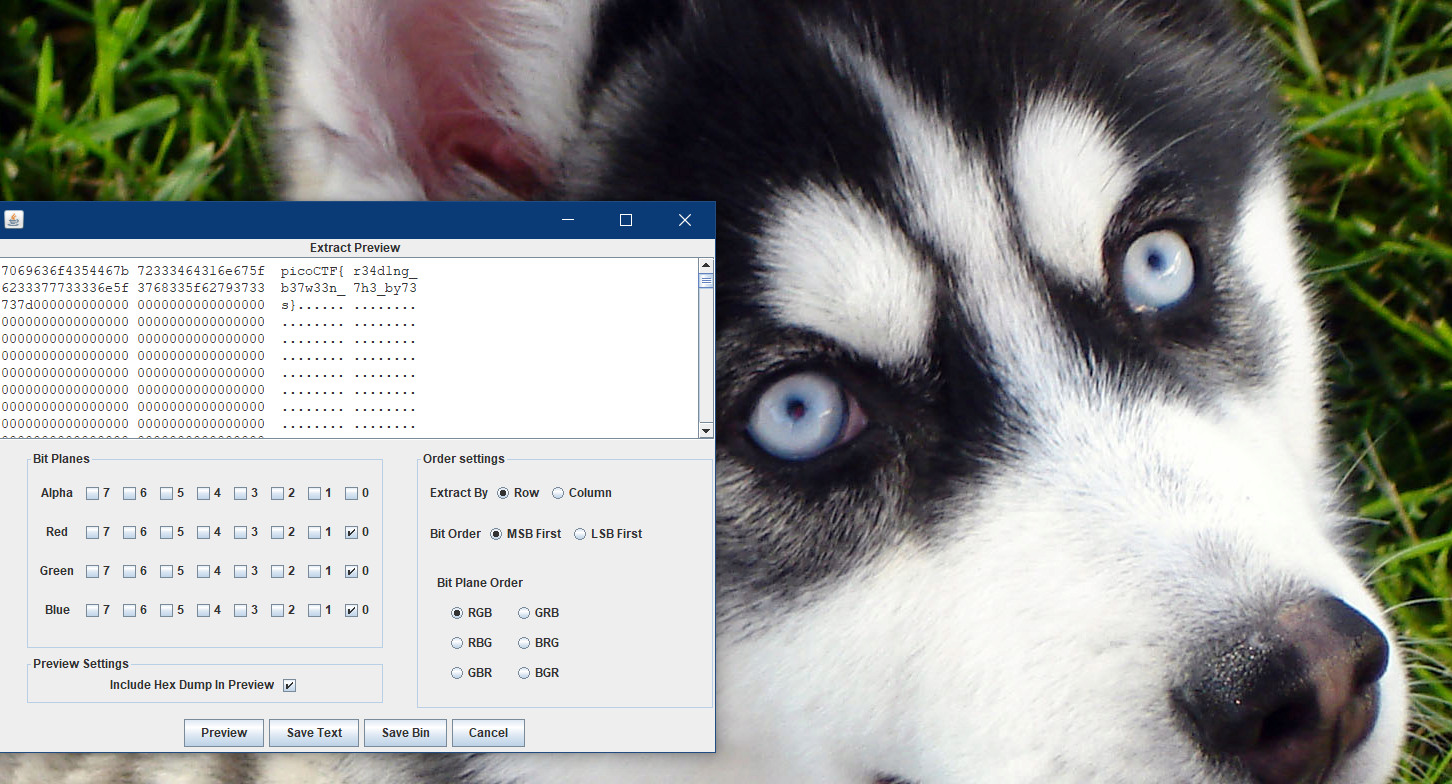 Extract Preview
7069636f4354467b 72333464316e675f picoCTF{ r34d1ng_
6233377733336e5f 3768335f62793733 b37w33n_ 7h3_by73
737d000000000000 0000000000000000 s}...... ........
0000000000000000 0000000000000000 ........ ........
0000000000000000 0000000000000000 ........ ........
0000000000000000 0000000000000000 ........ ........
0000000000000000 0000000000000000 ........ ........
0000000000000000 0000000000000000 ........ ........
0000000000000000 0000000000000000 ........ ........
0000000000000000 0000000000000000 ........ ........
Bit Planes
Alpha 7 6 5 4 3 2 1 0
Red 7 6 5 4 3 2 1 0
Green 7 6 5 4 3 2 1 0
Blue 7 6 5 4 3 2 1 0
Preview Settings
Include Hex Dump In Preview
Order settings
Extract By Row Column
Bit Order MSB First LSB First
Bit Plane Order
RGB GRB
RBG BRG
GBR BGR
Preview Save Text Save Bin Cancel